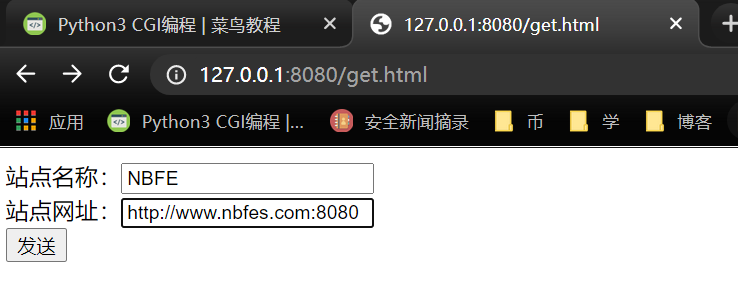 Python3 CGI编程 | 菜鸟教程
127.0.0.1:8080/get.html
127.0.0.1:8080/get.html
应用 Python3 CGI编程 |... 安全新闻摘录 币 学 博客
站点名称： NBFE
站点网址： http://www.nbfes.com:8080
发送